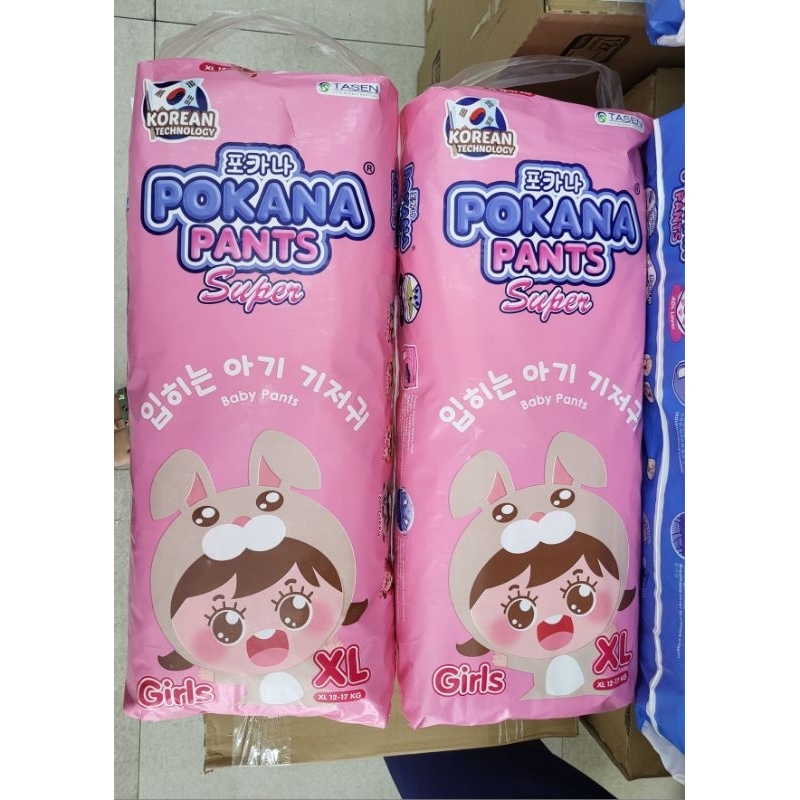 TASEN
KOREAN
TECHNOLOGY
포카나
POKANA ®
PANTS
Super
입히는 아기 기저귀
Baby Pants
Girls
XL
XL 12-17 KG
TASEN
KOREAN
TECHNOLOGY
포카나
POKANA ®
PANTS
Super
입히는 아기 기저귀
Baby Pants
Girls
XL
XL 12-17 KG
PANTS